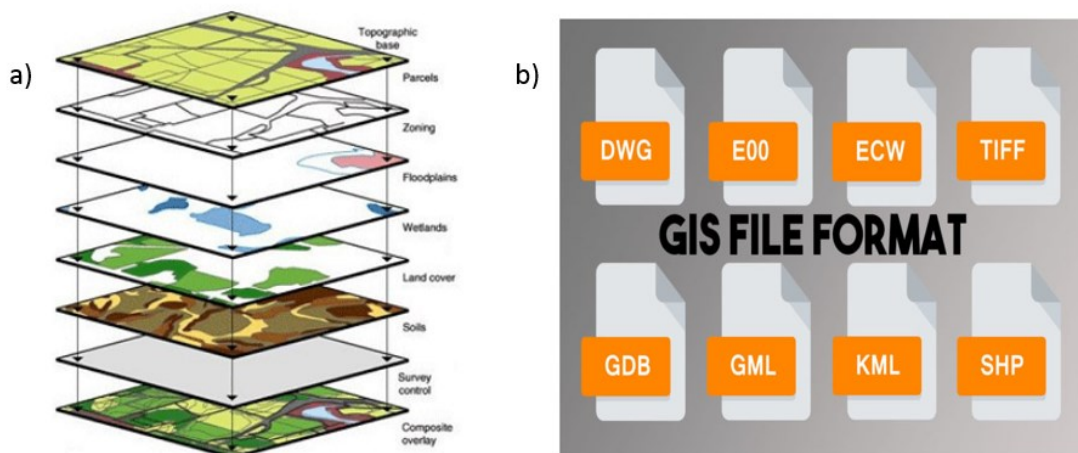 a)
Topographic
base
Parcels
Zoning
Floodplains
Wetlands
Land cover
Soils
Survey
control
Composite
overlay
b)
DWG
E00
ECW
TIFF
GIS FILE FORMAT
GDB
GML
KML
SHP